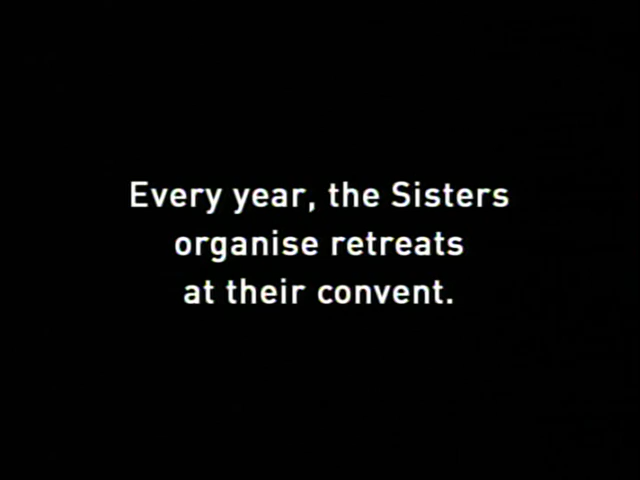 Every year, the Sisters
organise retreats
at their convent.